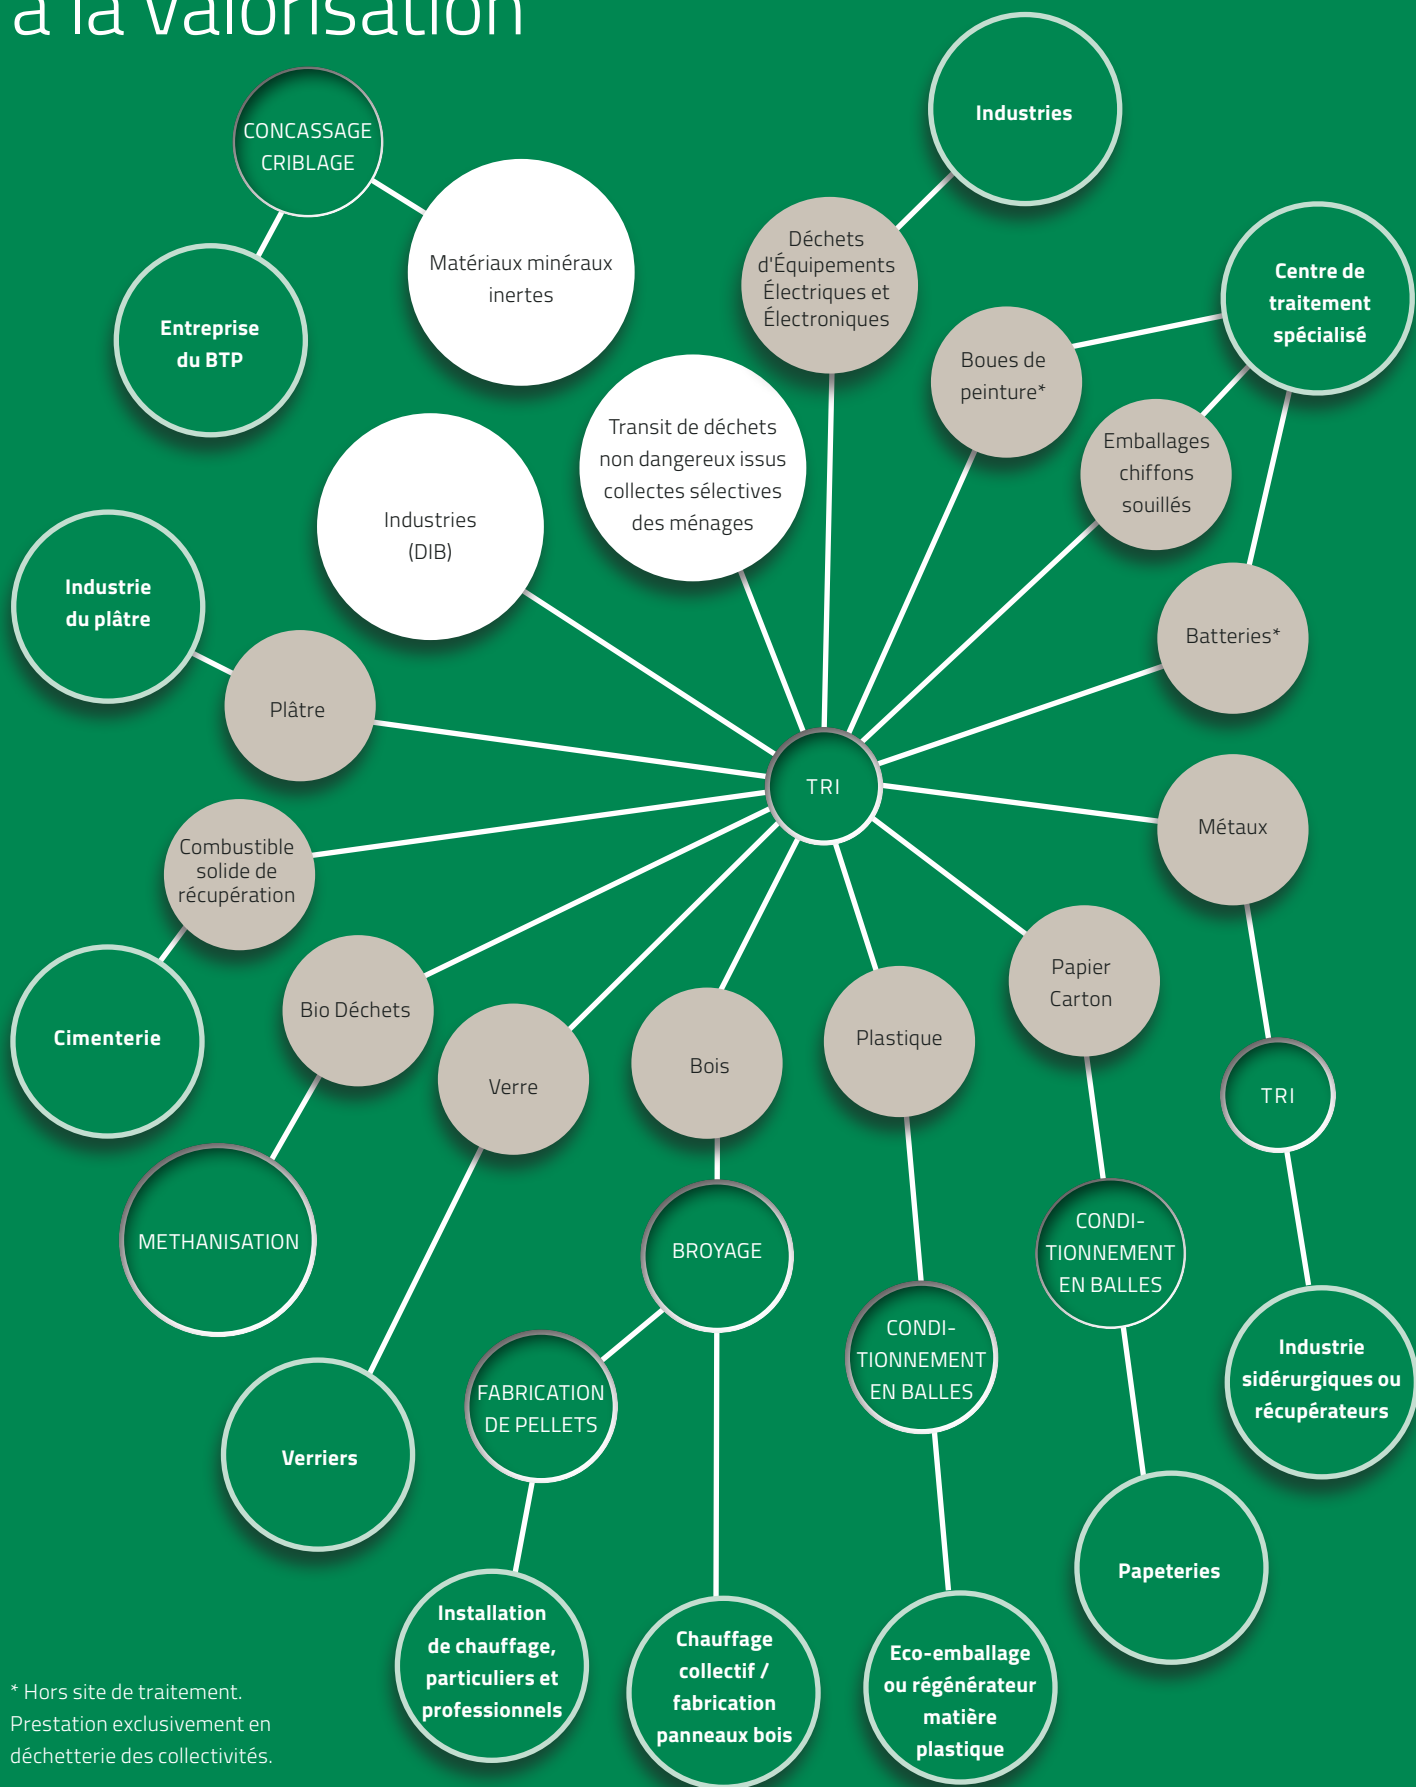 à la valorisation
CONCASSAGE
CRIBLAGE
Industries
Matériaux minéraux
inertes
Déchets
d'Équipements
Électriques et
Électroniques
Centre de
traitement
spécialisé
Entreprise
du BTP
Boues de
peinture*
Transit de déchets
non dangereux issus
collectes sélectives
des ménages
Emballages
chiffons
souillés
Industries
(DIB)
Industrie
du plâtre
Batteries*
Plâtre
TRI
Métaux
Combustible
solide de
récupération
Papier
Carton
Bio Déchets
Cimenterie
Plastique
Bois
Verre
TRI
METHANISATION
BROYAGE
CONDI-
TIONNEMENT
EN BALLES
CONDI-
TIONNEMENT
EN BALLES
Industrie
sidérurgiques ou
récupérateurs
FABRICATION
DE PELLETS
Verriers
Papeteries
Installation
de chauffage,
particuliers et
professionnels
Chauffage
collectif /
fabrication
panneaux bois
Eco-emballage
ou régénérateur
matière
plastique
* Hors site de traitement.
Prestation exclusivement en
déchetterie des collectivités.